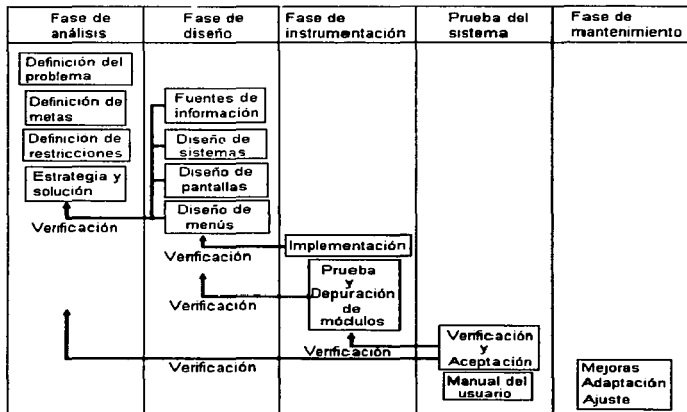 Fase de
análisis
Fase de
diseño
Fase de
instrumentación
Prueba del
sistema
Fase de
mantenimiento
Definición del
problema
Definición de
metas
Definicion de
restricciones
Estrategia y
solución
Verificación
Fuentes de
información
Diseño de
sistemas
Diseño de
pantallas
Diseño de
menús
Verificación
Verificación
Verificación
Implementación
Prueba
y
Depuración
de
módulos
Verificación
Verificación
y
Aceptación
Manual del
usuario
Mejoras
Adaptación
Ajuste